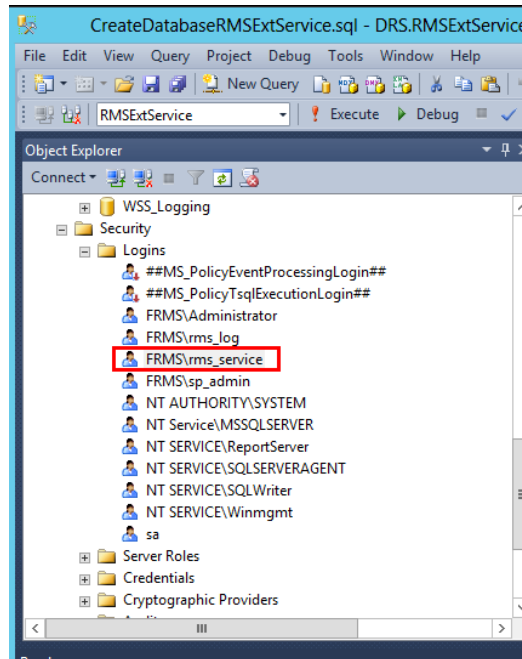 CreateDatabaseRMSExtService.sql - DRS.RMSExtService
File Edit View Query Project Debug Tools Window Help
New Query
RMSExtService Execute Debug
Object Explorer
Connect
WSS_Logging
Security
Logins
##MS_PolicyEventProcessingLogin##
##MS_PolicyTsqlExecutionLogin##
FRMS\Administrator
FRMS\rms_log
FRMS\rms_service
FRMS\sp_admin
NT AUTHORITY\SYSTEM
NT Service\MSSQLSERVER
NT SERVICE\ReportServer
NT SERVICE\SQLSERVERAGENT
NT SERVICE\SQLWriter
NT SERVICE\Winmgmt
sa
Server Roles
Credentials
Cryptographic Providers